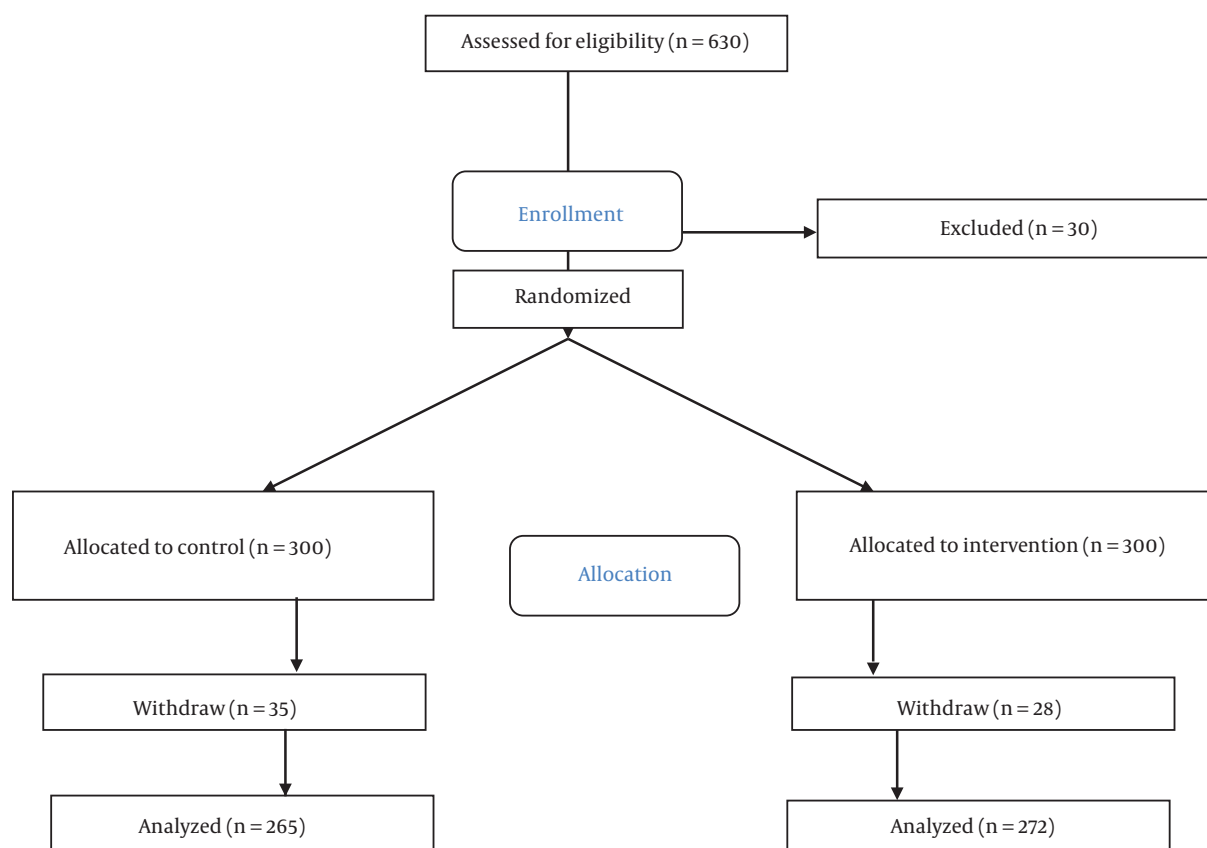 Assessed for eligibility (n = 630)
Enrollment
Excluded (n = 30)
Randomized
Allocated to control (n = 300)
Allocated to intervention (n = 300)
Allocation
Withdraw (n = 35)
Withdraw (n = 28)
Analyzed (n = 265)
Analyzed (n = 272)